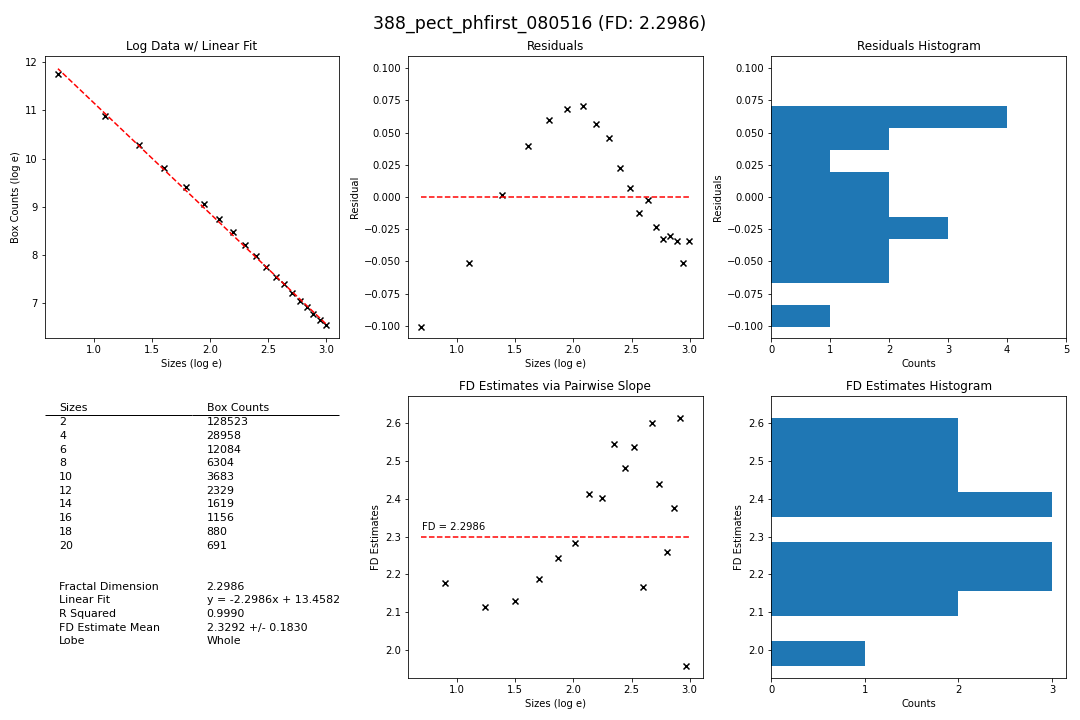 388_pect_phfirst_080516 (FD: 2.2986)
Log Data w/ Linear Fit
Box Counts (log e)
12
11
10
9
8
7
1.0 1.5 2.0 2.5 3.0
Sizes (log e)
Residuals
Residual
0.100
0.075
0.050
0.025
0.000
−0.025
−0.050
−0.075
−0.100
1.0 1.5 2.0 2.5 3.0
Sizes (log e)
Residuals Histogram
Residuals
0.100
0.075
0.050
0.025
0.000
−0.025
−0.050
−0.075
−0.100
0 1 2 3 4 5
Counts
Sizes Box Counts
2 128523
4 28958
6 12084
8 6304
10 3683
12 2329
14 1619
16 1156
18 880
20 691
Fractal Dimension 2.2986
Linear Fit y = -2.2986x + 13.4582
R Squared 0.9990
FD Estimate Mean 2.3292 +/- 0.1830
Lobe Whole
FD Estimates via Pairwise Slope
FD Estimates
2.6
2.5
2.4
2.3
2.2
2.1
2.0
FD = 2.2986
1.0 1.5 2.0 2.5 3.0
Sizes (log e)
FD Estimates Histogram
FD Estimates
2.6
2.5
2.4
2.3
2.2
2.1
2.0
0 1 2 3
Counts